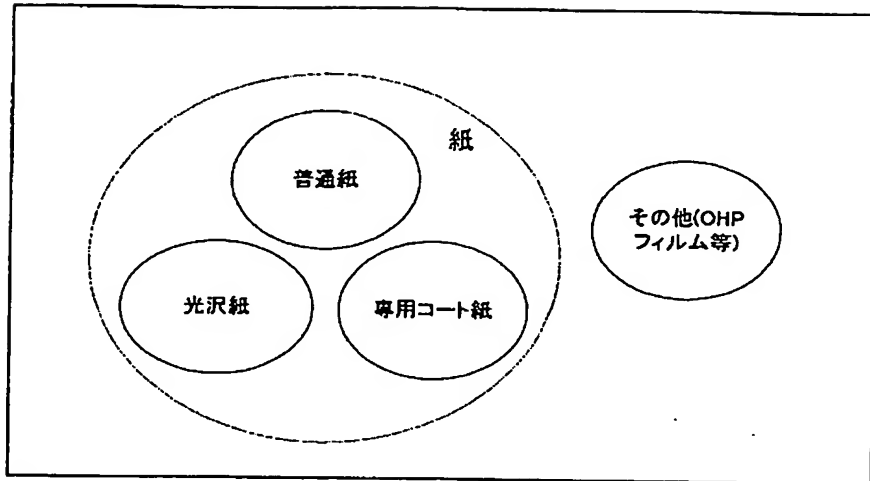 紙
普通紙
その他(OHP
フィルム等)
光沢紙
専用コート紙